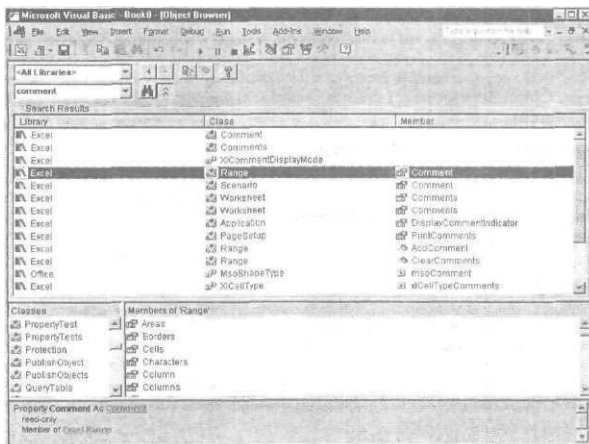 Microsoft Visual Basic - Book8 - [Object Browser]
File Edit View Insert Format Debug Run Tools Add-Ins Window Help
<All Libraries>
comment
Search Results
Library Class Member
Excel Comment
Excel Comments
Excel XlCommentDisplayMode
Excel Range Comment
Excel Scenario Comment
Excel Worksheet Comments
Excel Worksheet Comments
Excel Application DisplayCommentIndicator
Excel PageSetup PrintComments
Excel Range AddComment
Excel Range ClearComments
Office MsoShapeType msoComment
Excel XlCellType xlCellTypeComments
Classes Members of 'Range'
PropertyTest Areas
PropertyTests Borders
Protection Cells
PublishObject Characters
PublishObjects Column
QueryTable Columns
Property Comment As Comment
read-only
Member of Excel.Range